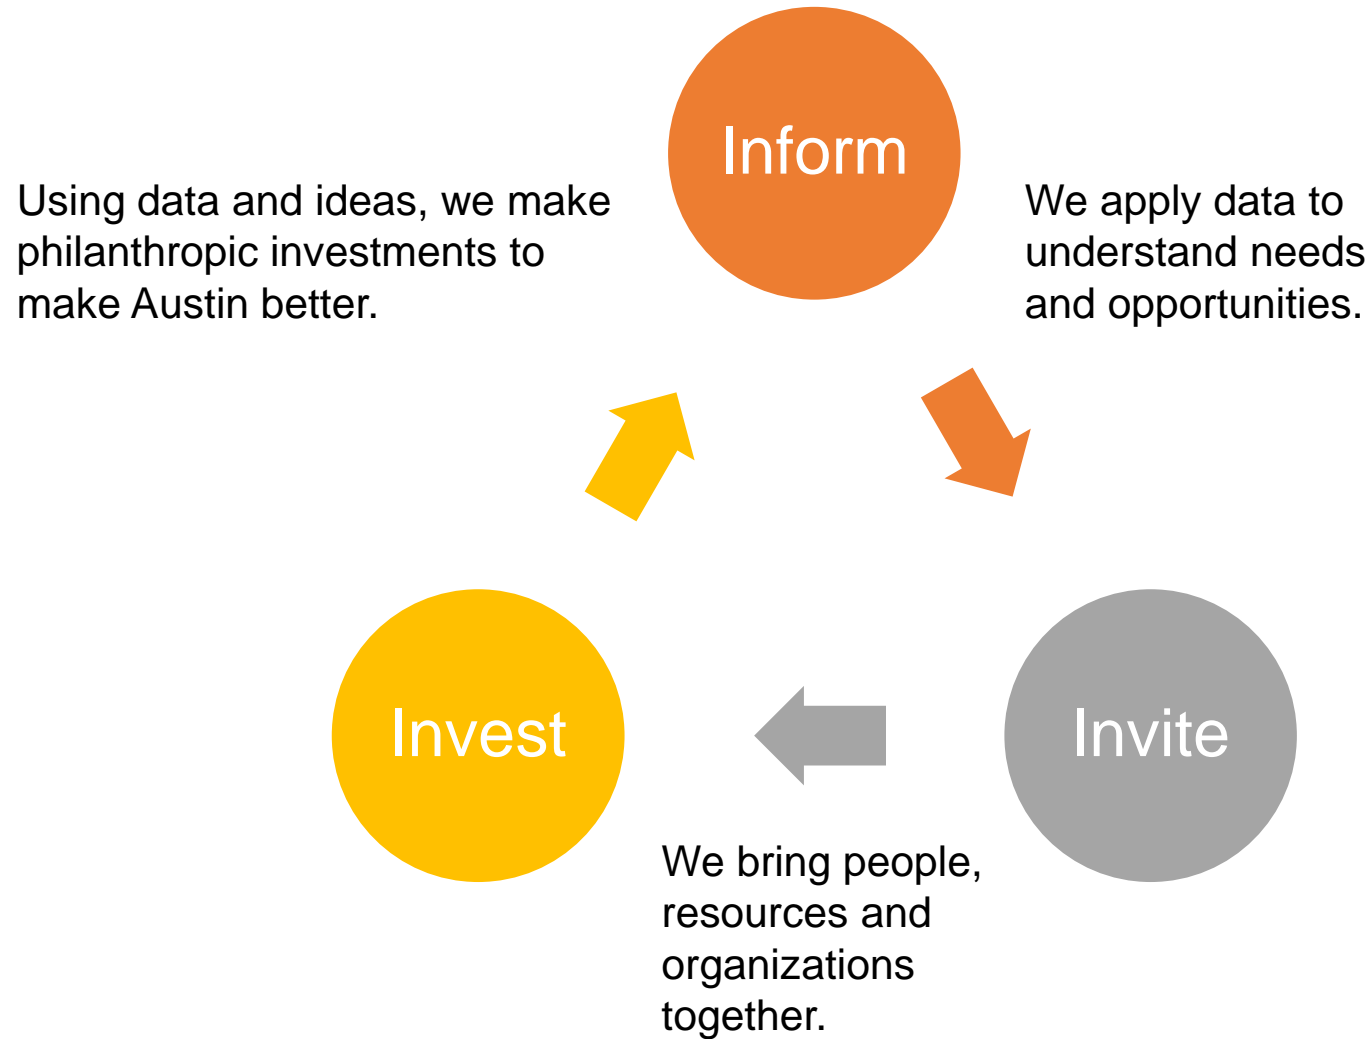 Inform
Using data and ideas, we make
philanthropic investments to
make Austin better.
We apply data to
understand needs
and opportunities.
Invest
Invite
We bring people,
resources and
organizations
together.